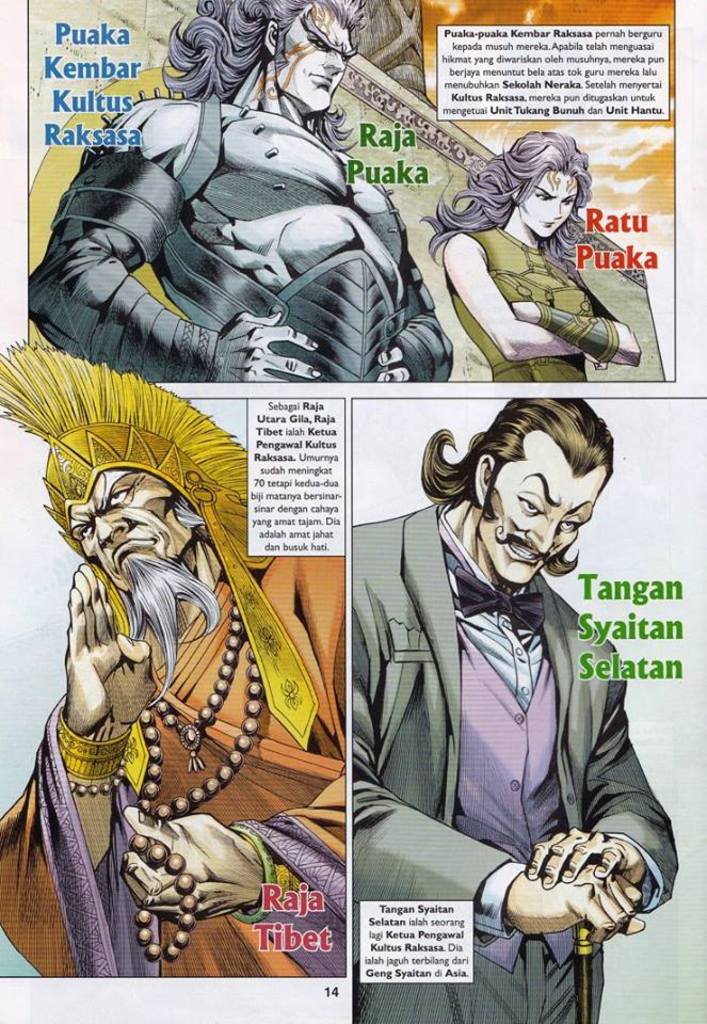 Puaka
Kembar
Kultus
Raksasa
Raja
Puaka
Puaka-puaka Kembar Raksasa pernah berguru
kepada musuh mereka. Apabila telah menguasai
hikmat yang diwariskan oleh musuhnya, mereka pun
berjaya menuntut bela atas tok guru mereka lalu
menubuhkan Sekolah Neraka. Setelah menyertai
Kultus Raksasa, mereka pun ditugaskan untuk
mengetuai Unit Tukang Bunuh dan Unit Hantu.
Ratu
Puaka
Sebagai Raja
Utara Gila, Raja
Tibet ialah Ketua
Pengawal Kultus
Raksasa. Umurnya
sudah meningkat
70 tetapi kedua-dua
biji matanya bersinar-
sinar dengan cahaya
yang amat tajam. Dia
adalah amat jahat
dan busuk hati.
Raja
Tibet
Tangan
Syaitan
Selatan
Tangan Syaitan
Selatan ialah seorang
lagi Ketua Pengawal
Kultus Raksasa. Dia
ialah jaguh terbilang dari
Geng Syaitan di Asia.
14